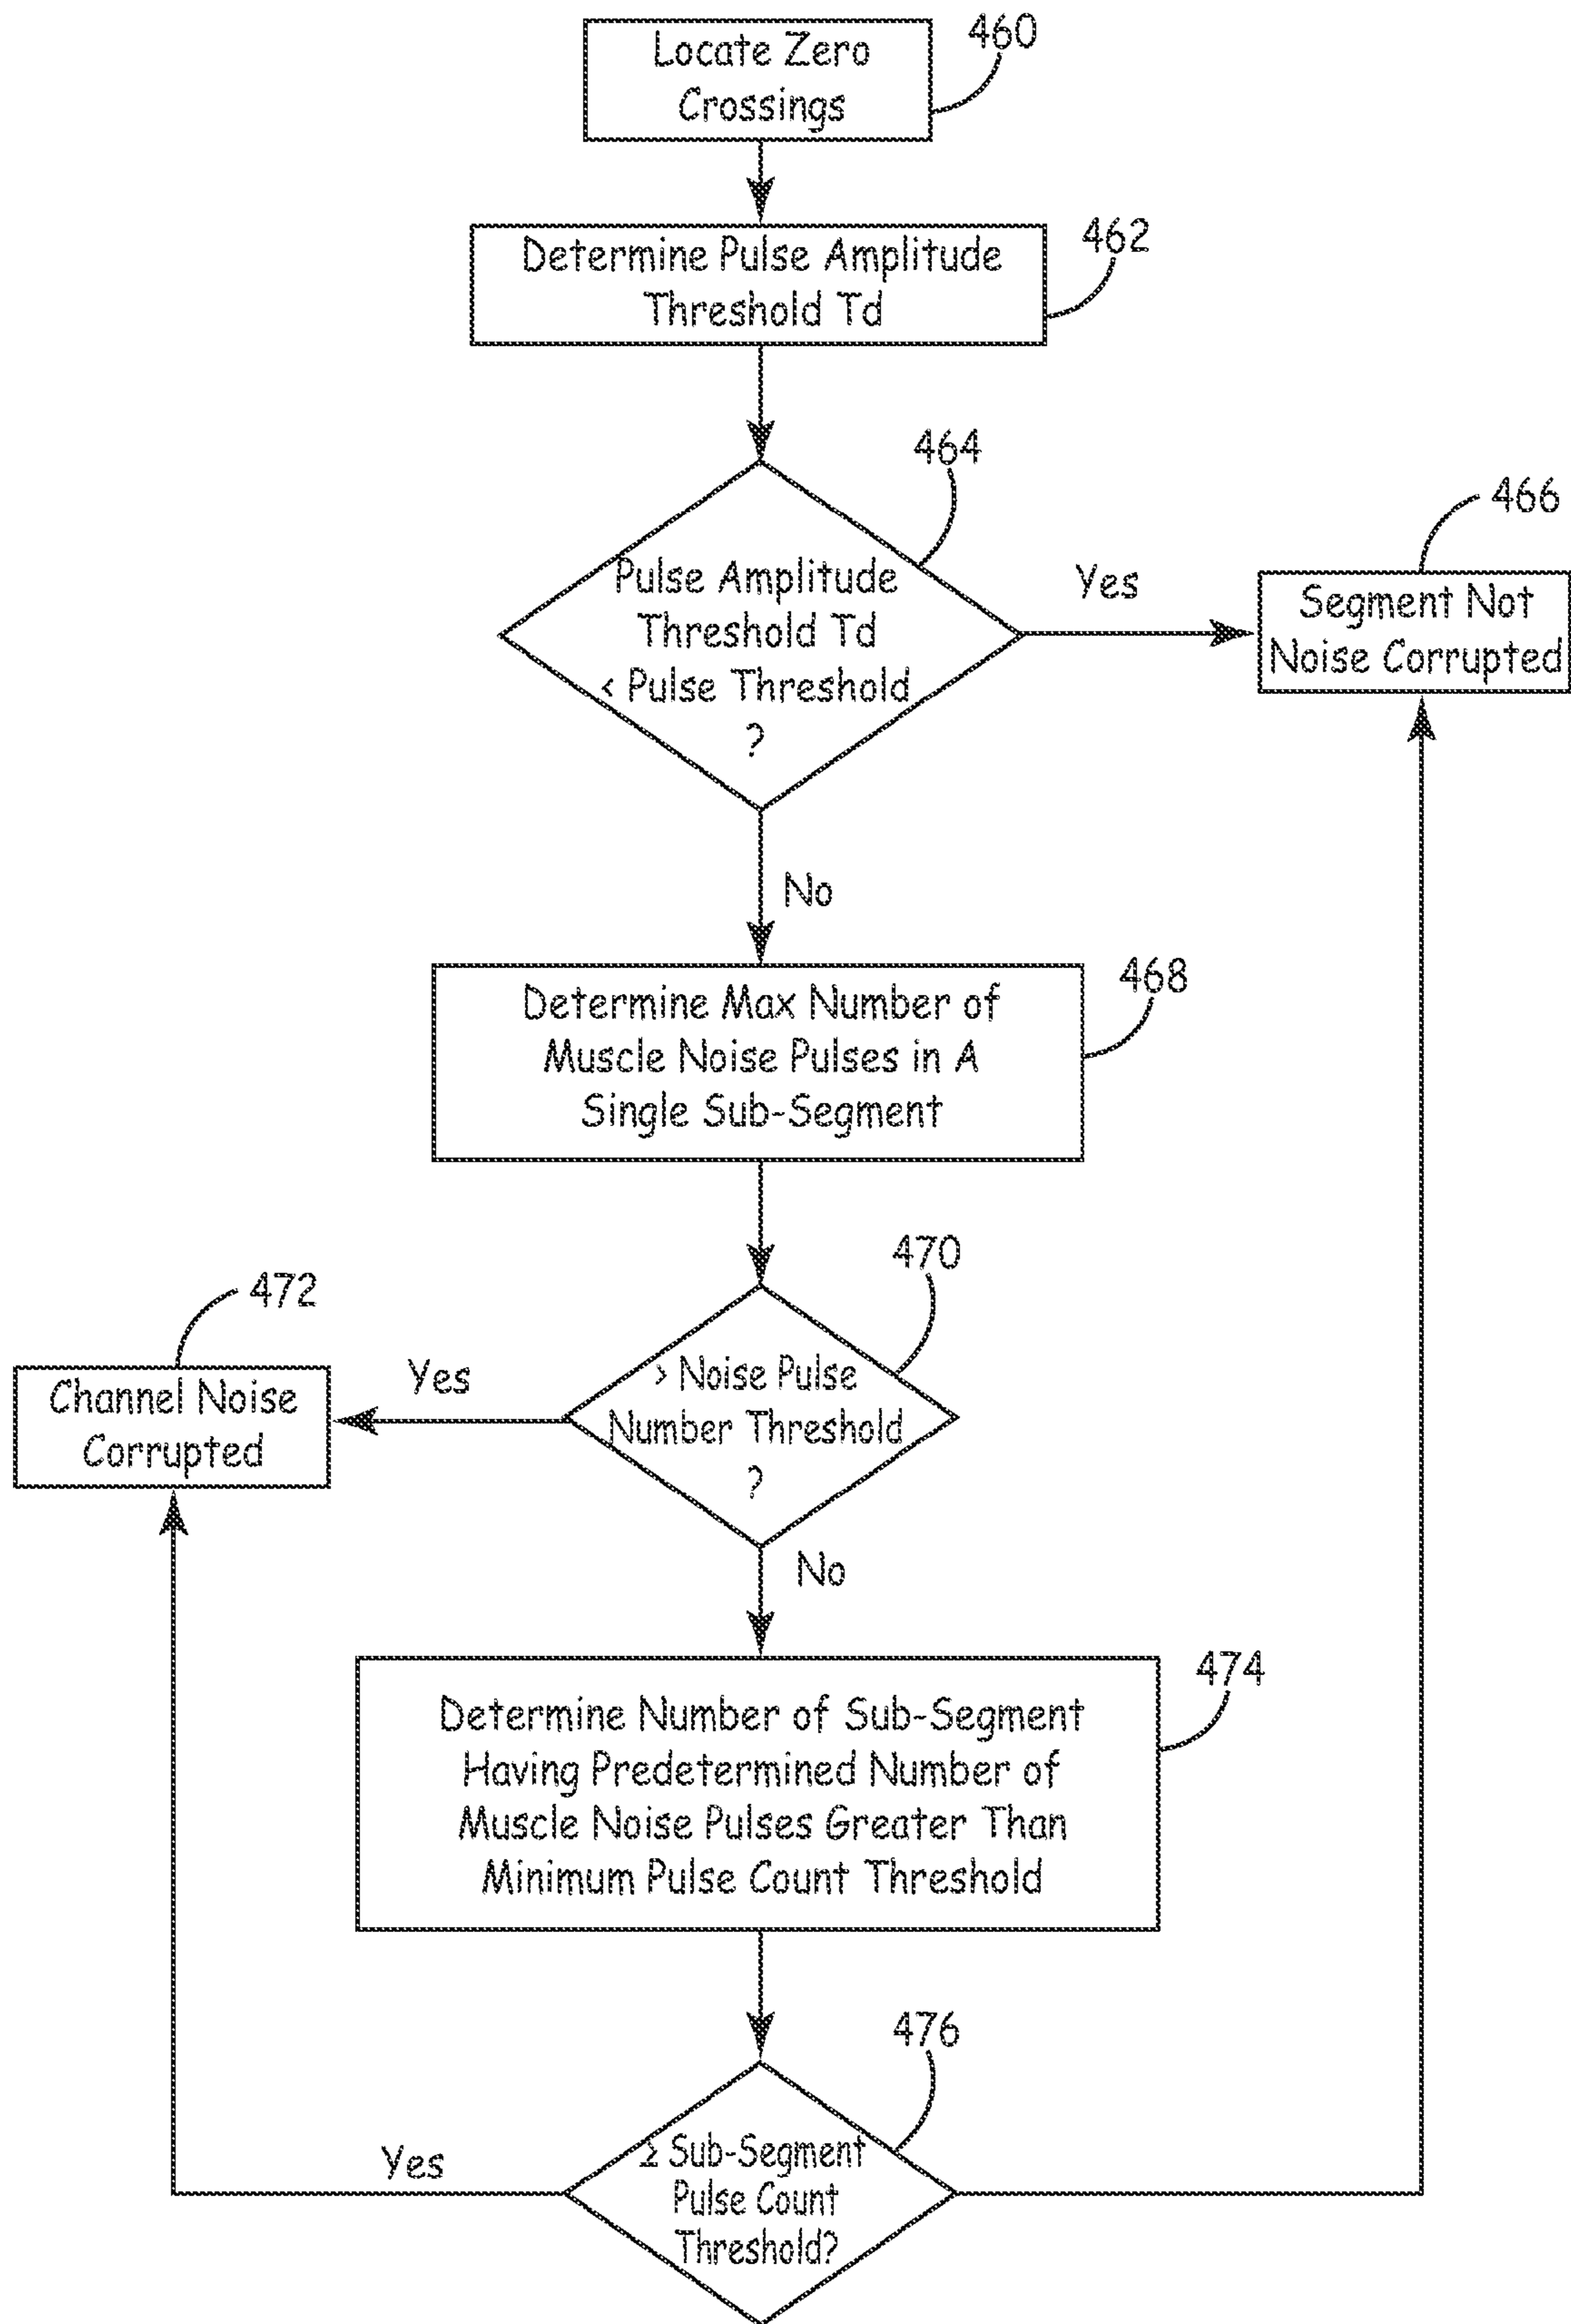 Locate Zero
Crossings
460
Determine Pulse Amplitude
Threshold Td
462
464
Pulse Amplitude
Threshold Td
< Pulse Threshold
?
Yes
466
Segment Not
Noise Corrupted
No
Determine Max Number of
Muscle Noise Pulses in A
Single Sub-Segment
468
470
> Noise Pulse
Number Threshold
?
Yes
472
Channel Noise
Corrupted
No
Determine Number of Sub-Segment
Having Predetermined Number of
Muscle Noise Pulses Greater Than
Minimum Pulse Count Threshold
474
476
≥ Sub-Segment
Pulse Count
Threshold?
Yes